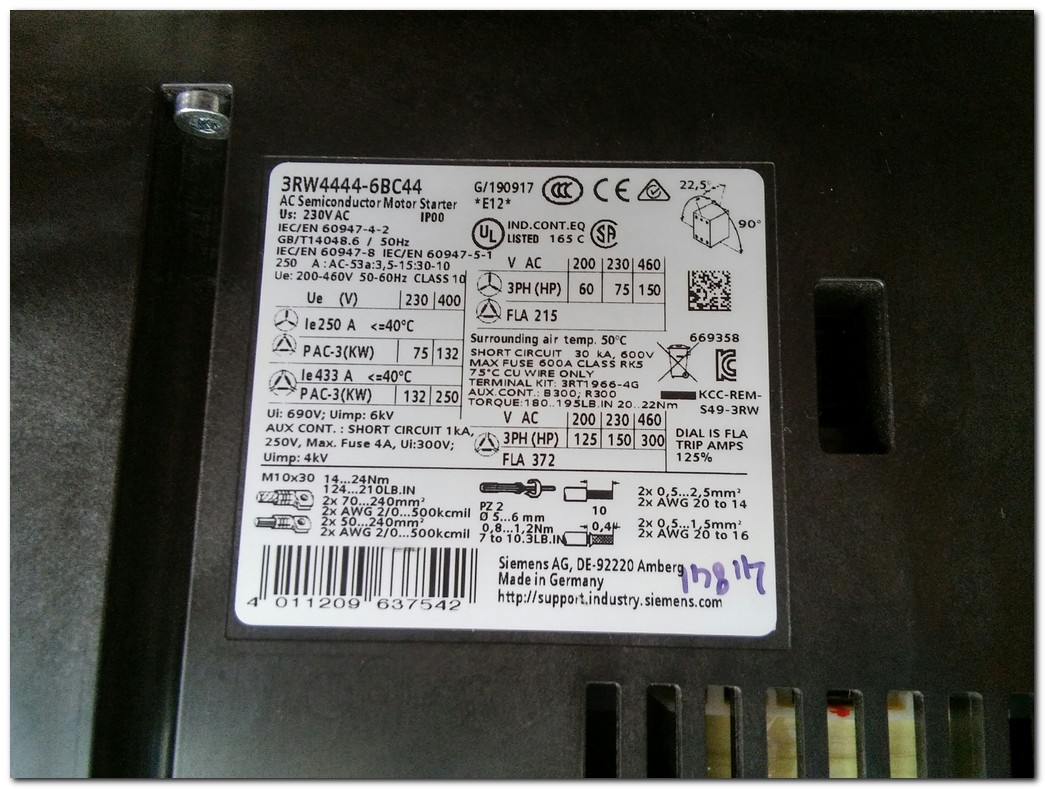 3RW4444-6BC44
AC Semiconductor Motor Starter
Us: 230V AC IP00
IEC/EN 60947-4-2
GB/T14048.6 / 50Hz
IEC/EN 60947-8 IEC/EN 60947-5-1
250 A : AC-53a:3,5-15:30-10
Ue: 200-460V 50-60Hz CLASS 10
Ue (V) 230 400
Ie250 A <=40°C
P AC-3(KW) 75 132
Ie 433 A <=40°C
PAC-3(KW) 132 250
Ui: 690V; Uimp: 6kV
AUX CONT. : SHORT CIRCUIT 1kA,
250V, Max. Fuse 4A, Ui:300V;
Uimp: 4kV
G/190917 CCC CE
*E12*
UL IND.CONT.EQ
LISTED 165 C SA
22,5°
90°
V AC 200 230 460
3PH (HP) 60 75 150
FLA 215
Surrounding air temp. 50°C
SHORT CIRCUIT 30 kA, 600V
MAX FUSE 600A CLASS RK5
75°C CU WIRE ONLY
TERMINAL KIT: 3RT1966-4G
AUX.CONT.: B300; R300
TORQUE:180..195LB.IN 20..22Nm
669358
KCC-REM-
S49-3RW
V AC 200 230 460
3PH (HP) 125 150 300
FLA 372
DIAL IS FLA
TRIP AMPS
125%
M10x30 14...24Nm
124...210LB.IN
2x 70...240mm²
2x AWG 2/0...500kcmil
2x 50...240mm²
2x AWG 2/0...500kcmil
PZ 2
Ø 5...6 mm
0,8...1,2Nm
7 to 10.3LB.IN
10
0,4
2x 0,5...2,5mm²
2x AWG 20 to 14
2x 0,5...1,5mm²
2x AWG 20 to 16
4 011209 637542
Siemens AG, DE-92220 Amberg
Made in Germany
http://support.industry.siemens.com